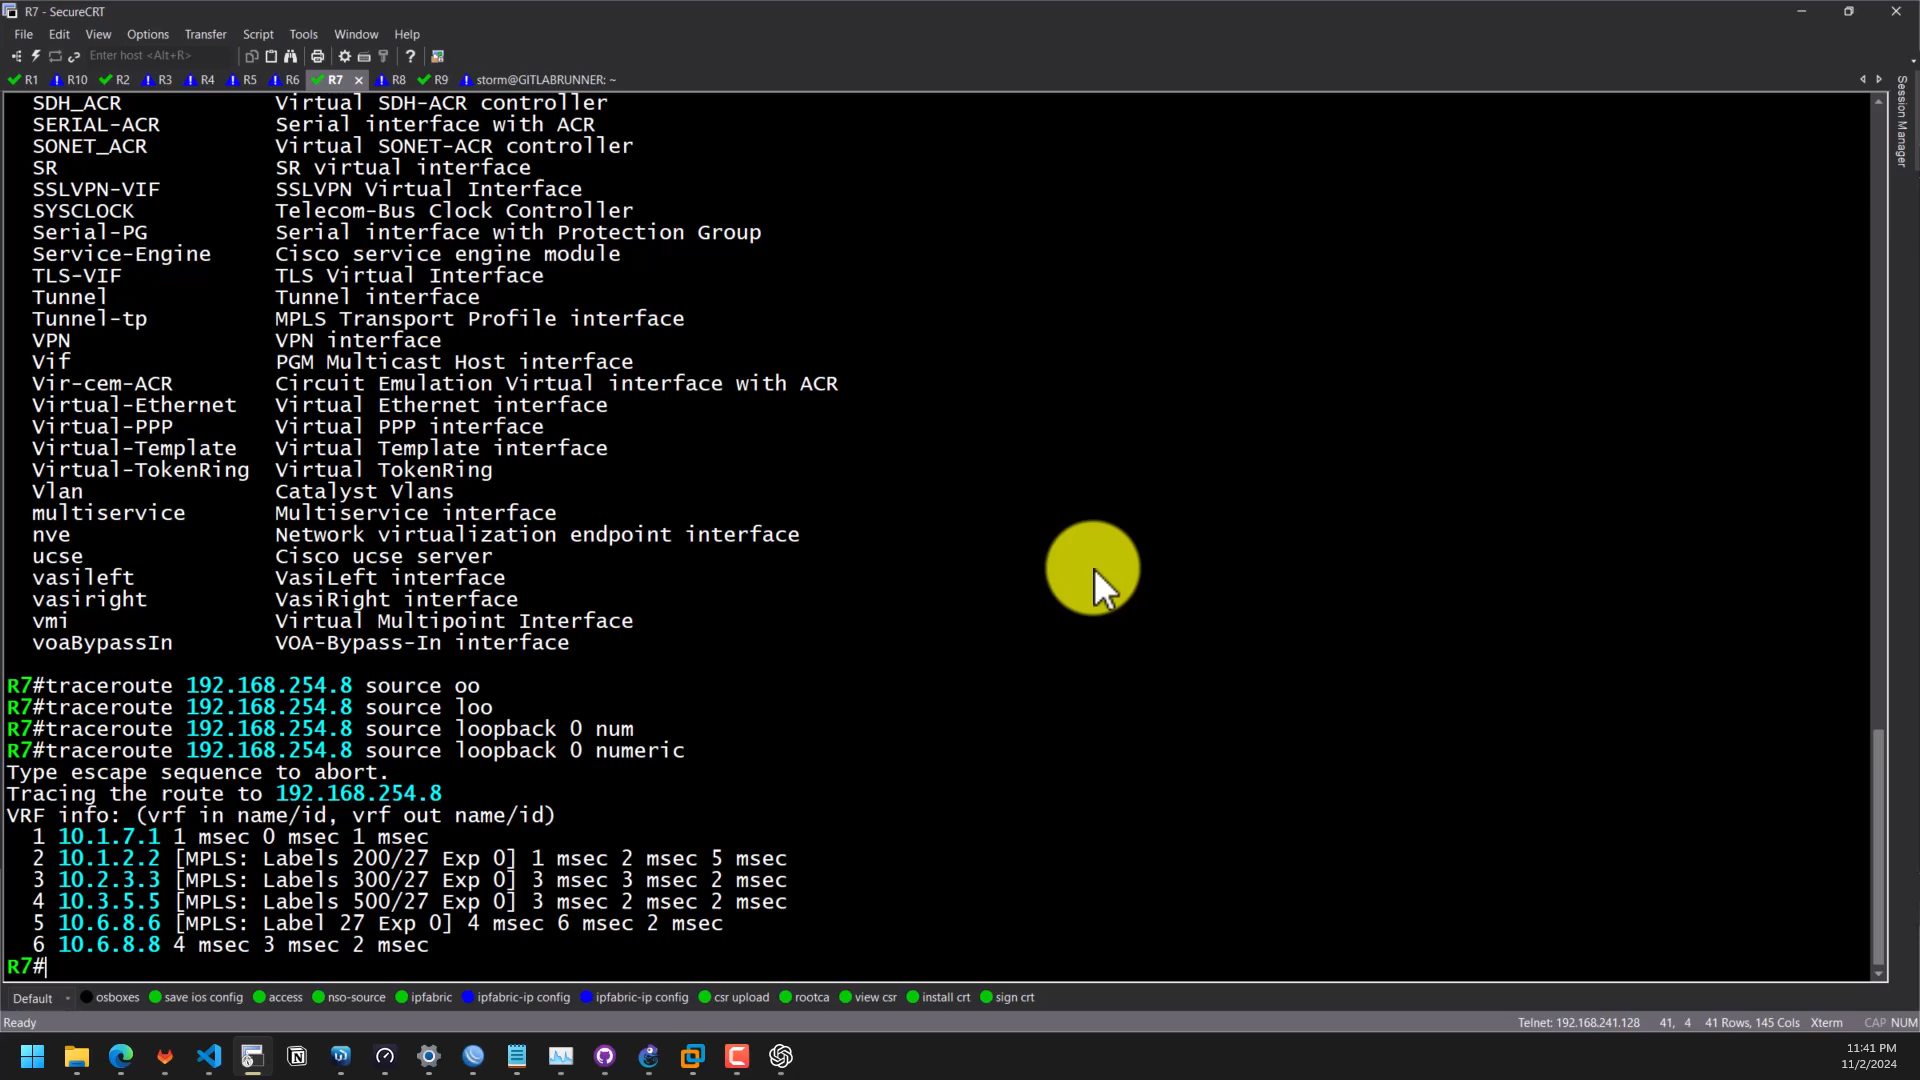 R7 - SecureCRT
File Edit View Options Transfer Script Tools Window Help
Enter host <Alt+R>
R1 R10 R2 R3 R4 R5 R6 R7 R8 R9 storm@GITLABRUNNER: ~
Session Manager
SDH_ACR Virtual SDH-ACR controller
SERIAL-ACR Serial interface with ACR
SONET_ACR Virtual SONET-ACR controller
SR SR virtual interface
SSLVPN-VIF SSLVPN Virtual Interface
SYSCLOCK Telecom-Bus Clock Controller
Serial-PG Serial interface with Protection Group
Service-Engine Cisco service engine module
TLS-VIF TLS Virtual Interface
Tunnel Tunnel interface
Tunnel-tp MPLS Transport Profile interface
VPN VPN interface
Vif PGM Multicast Host interface
Vir-cem-ACR Circuit Emulation Virtual interface with ACR
Virtual-Ethernet Virtual Ethernet interface
Virtual-PPP Virtual PPP interface
Virtual-Template Virtual Template interface
Virtual-TokenRing Virtual TokenRing
Vlan Catalyst Vlans
multiservice Multiservice interface
nve Network virtualization endpoint interface
ucse Cisco ucse server
vasileft VasiLeft interface
vasiright VasiRight interface
vmi Virtual Multipoint Interface
voaBypassIn VOA-Bypass-In interface
R7#traceroute 192.168.254.8 source oo
R7#traceroute 192.168.254.8 source loo
R7#traceroute 192.168.254.8 source loopback 0 num
R7#traceroute 192.168.254.8 source loopback 0 numeric
Type escape sequence to abort.
Tracing the route to 192.168.254.8
VRF info: (vrf in name/id, vrf out name/id)
1 10.1.7.1 1 msec 0 msec 1 msec
2 10.1.2.2 [MPLS: Labels 200/27 Exp 0] 1 msec 2 msec 5 msec
3 10.2.3.3 [MPLS: Labels 300/27 Exp 0] 3 msec 3 msec 2 msec
4 10.3.5.5 [MPLS: Labels 500/27 Exp 0] 3 msec 2 msec 2 msec
5 10.6.8.6 [MPLS: Label 27 Exp 0] 4 msec 6 msec 2 msec
6 10.6.8.8 4 msec 3 msec 2 msec
R7#
Default osboxes save ios config access nso-source ipfabric ipfabric-ip config ipfabric-ip config csr upload rootca view csr install crt sign crt
Ready Telnet: 192.168.241.128 41, 4 41 Rows, 145 Cols Xterm CAP NUM
11:41 PM
11/2/2024